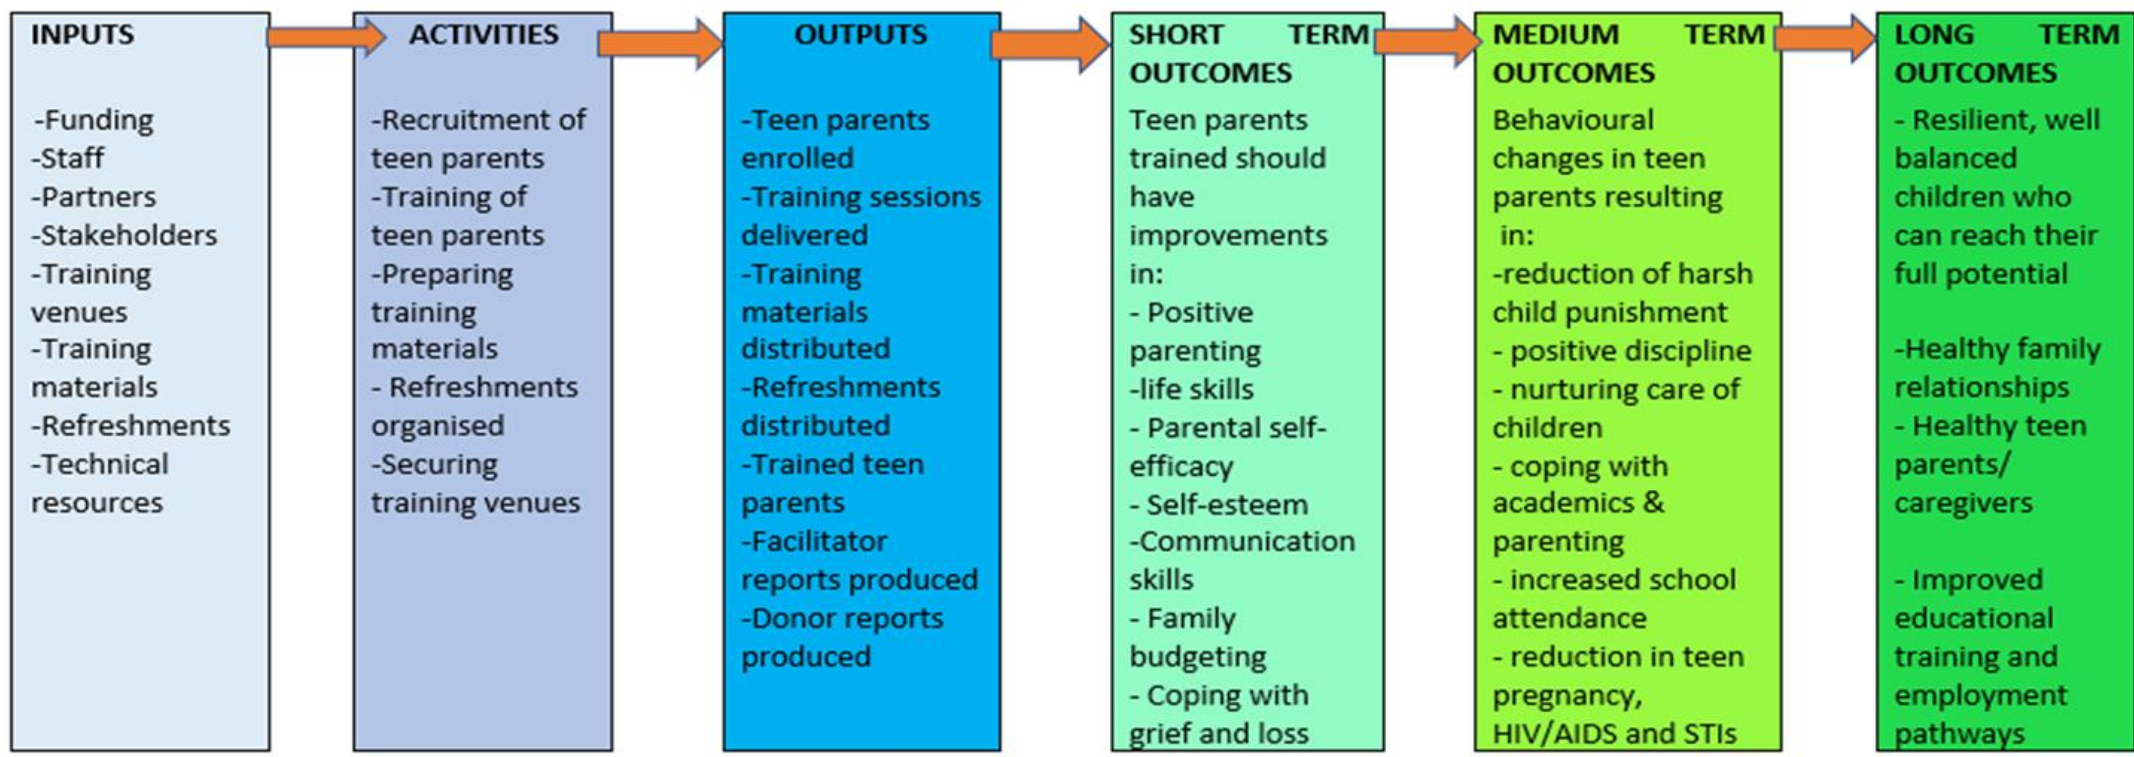 INPUTS
-Funding
-Staff
-Partners
-Stakeholders
-Training
venues
-Training
materials
-Refreshments
-Technical
resources
ACTIVITIES
-Recruitment of
teen parents
-Training of
teen parents
-Preparing
training
materials
- Refreshments
organised
-Securing
training venues
OUTPUTS
-Teen parents
enrolled
-Training sessions
delivered
-Training
materials
distributed
-Refreshments
distributed
-Trained teen
parents
-Facilitator
reports produced
-Donor reports
produced
SHORT TERM
OUTCOMES
Teen parents
trained should
have
improvements
in:
- Positive
parenting
-life skills
- Parental self-
efficacy
- Self-esteem
-Communication
skills
- Family
budgeting
- Coping with
grief and loss
MEDIUM TERM
OUTCOMES
Behavioural
changes in teen
parents resulting
in:
-reduction of harsh
child punishment
- positive discipline
- nurturing care of
children
- coping with
academics &
parenting
- increased school
attendance
- reduction in teen
pregnancy,
HIV/AIDS and STIs
LONG TERM
OUTCOMES
- Resilient, well
balanced
children who
can reach their
full potential
-Healthy family
relationships
- Healthy teen
parents/
caregivers
- Improved
educational
training and
employment
pathways